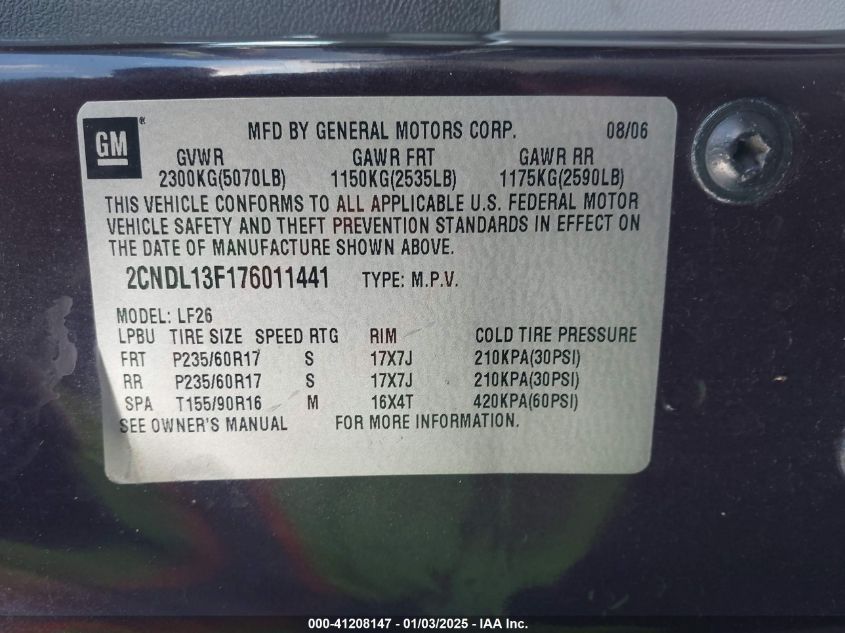 GM ®
MFD BY GENERAL MOTORS CORP. 08/06
GVWR GAWR FRT GAWR RR
2300KG(5070LB) 1150KG(2535LB) 1175KG(2590LB)
THIS VEHICLE CONFORMS TO ALL APPLICABLE U.S. FEDERAL MOTOR
VEHICLE SAFETY AND THEFT PREVENTION STANDARDS IN EFFECT ON
THE DATE OF MANUFACTURE SHOWN ABOVE.
2CNDL13F176011441 TYPE: M.P.V.
MODEL: LF26
LPBU TIRE SIZE SPEED RTG RIM COLD TIRE PRESSURE
FRT P235/60R17 S 17X7J 210KPA(30PSI)
RR P235/60R17 S 17X7J 210KPA(30PSI)
SPA T155/90R16 M 16X4T 420KPA(60PSI)
SEE OWNER'S MANUAL FOR MORE INFORMATION.
000-41208147 - 01/03/2025 - IAA Inc.